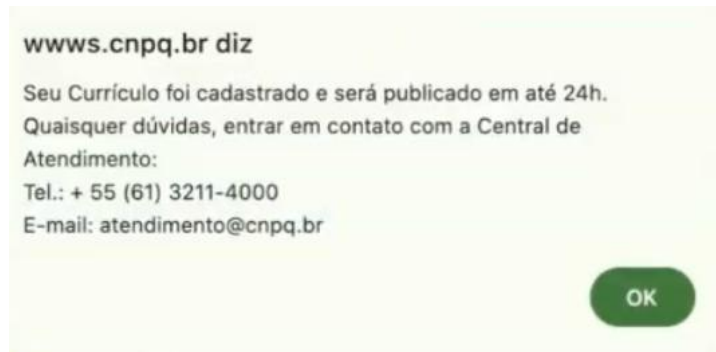 wwws.cnpq.br diz
Seu Currículo foi cadastrado e será publicado em até 24h.
Quaisquer dúvidas, entrar em contato com a Central de
Atendimento:
Tel.: + 55 (61) 3211-4000
E-mail: atendimento@cnpq.br
OK